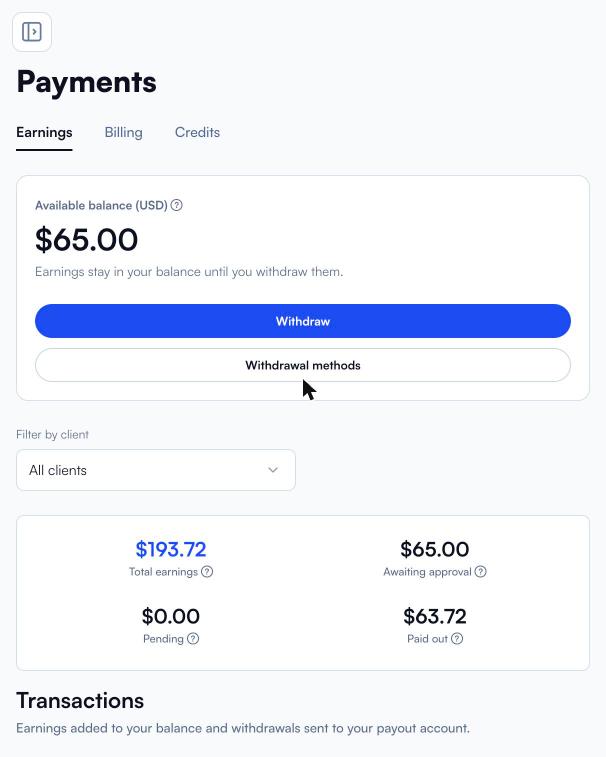 Payments
Earnings Billing Credits
Available balance (USD)
$65.00
Earnings stay in your balance until you withdraw them.
Withdraw
Withdrawal methods
Filter by client
All clients
$193.72 $65.00
Total earnings Awaiting approval
$0.00 $63.72
Pending Paid out
Transactions
Earnings added to your balance and withdrawals sent to your payout account.